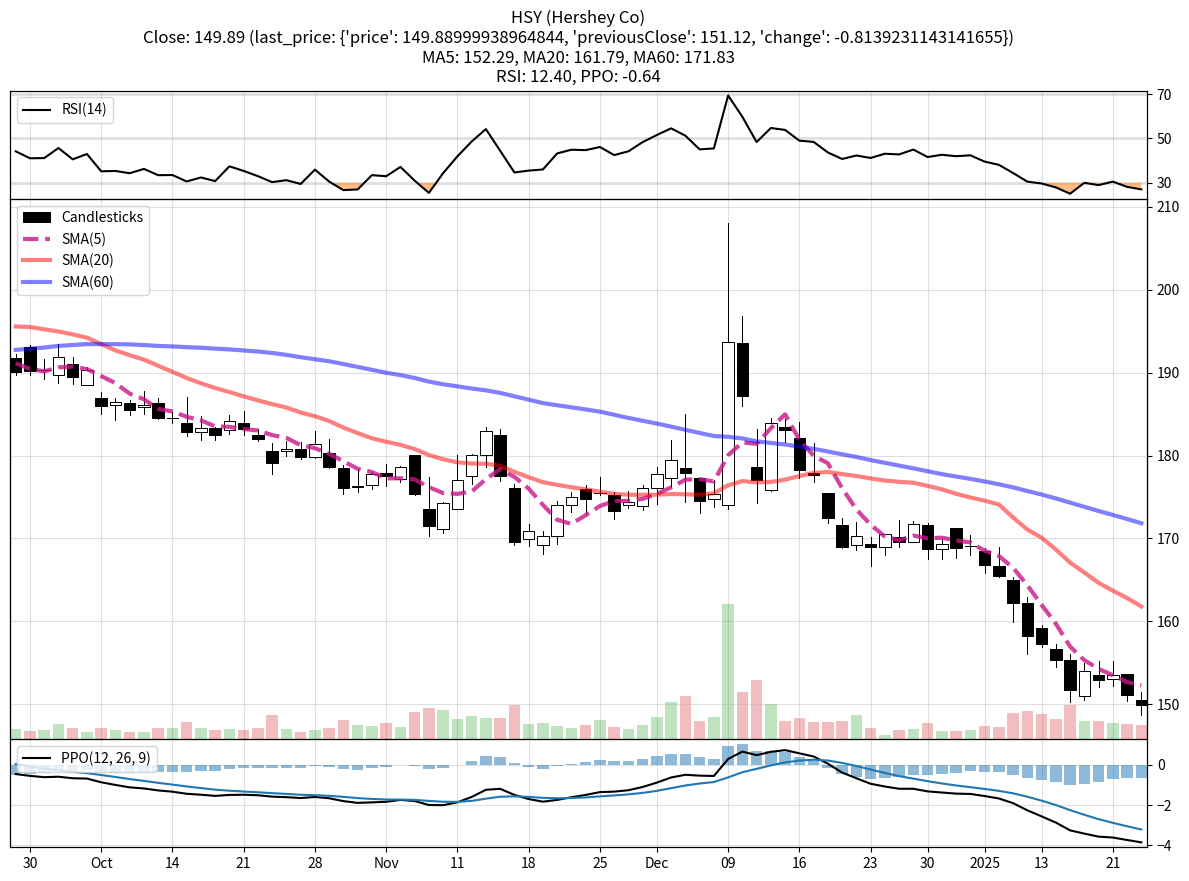 HSY (Hershey Co)
Close: 149.89 (last_price: {'price': 149.88999938964844, 'previousClose': 151.12, 'change': -0.8139231143141655})
MA5: 152.29, MA20: 161.79, MA60: 171.83
RSI: 12.40, PPO: -0.64
RSI(14)
70
50
30
Candlesticks
SMA(5)
SMA(20)
SMA(60)
210
200
190
180
170
160
150
PPO(12, 26, 9)
0
−2
−4
30 Oct 14 21 28 Nov 11 18 25 Dec 09 16 23 30 2025 13 21